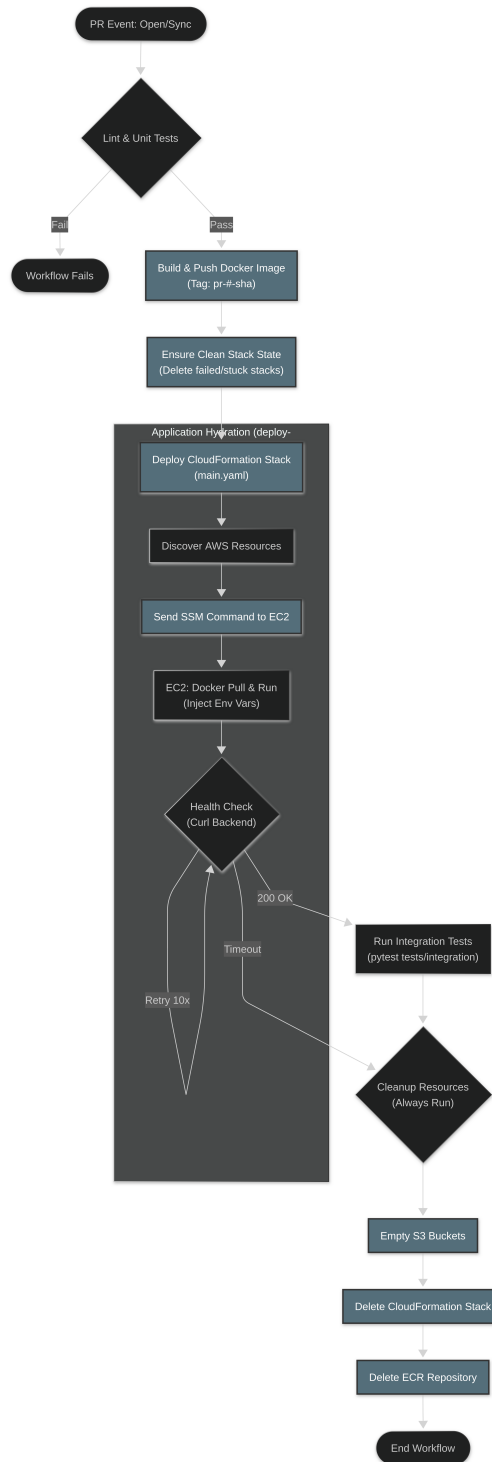 PR Event: Open/Sync
Lint & Unit Tests
Fail
Pass
Workflow Fails
Build & Push Docker Image
(Tag: pr-#-sha)
Ensure Clean Stack State
(Delete failed/stuck stacks)
Application Hydration (deploy-
Deploy CloudFormation Stack
(main.yaml)
Discover AWS Resources
Send SSM Command to EC2
EC2: Docker Pull & Run
(Inject Env Vars)
Health Check
(Curl Backend)
200 OK
Timeout
Retry 10x
Run Integration Tests
(pytest tests/integration)
Cleanup Resources
(Always Run)
Empty S3 Buckets
Delete CloudFormation Stack
Delete ECR Repository
End Workflow